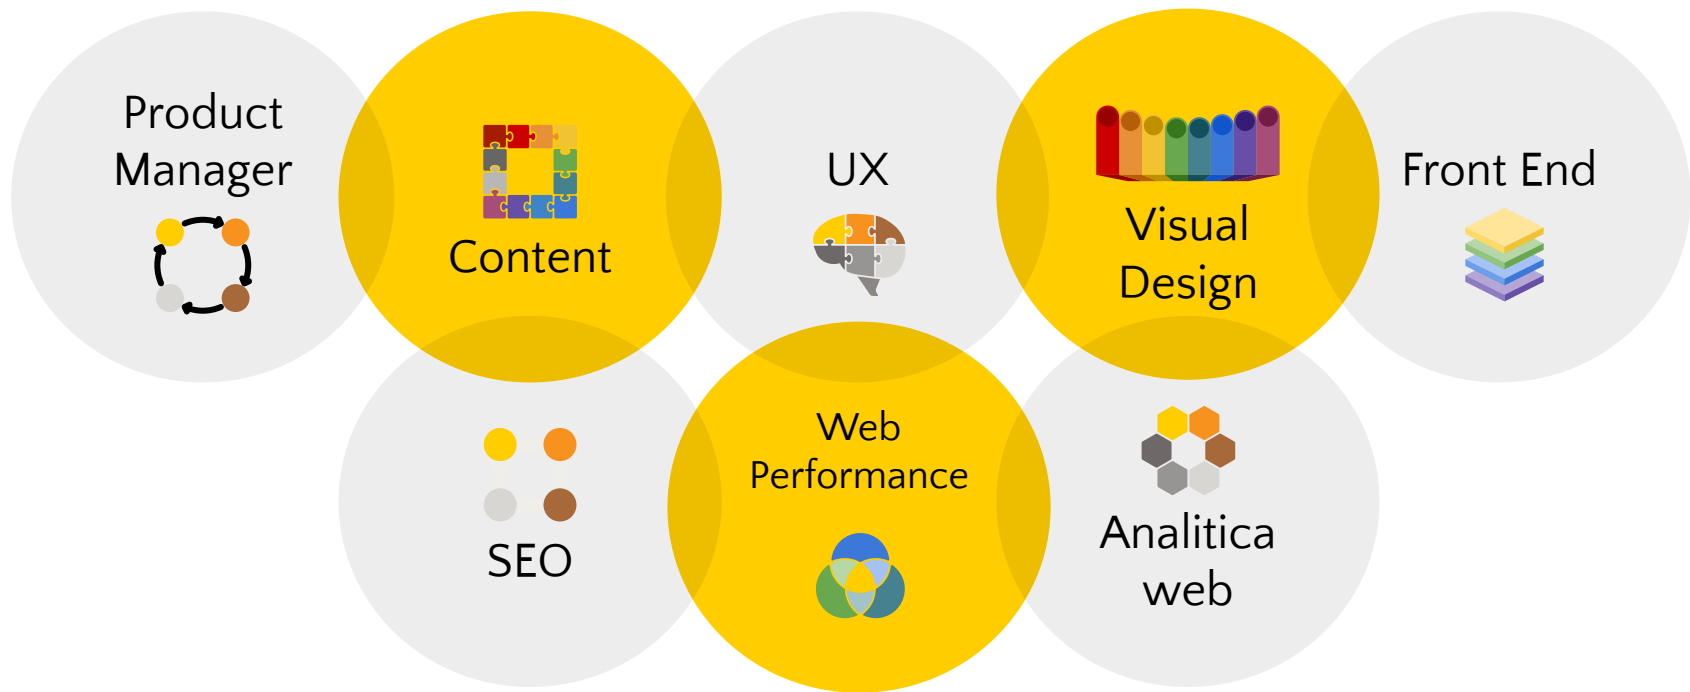 Product
Manager
Content
UX
Visual
Design
Front End
SEO
Web
Performance
Analitica
web